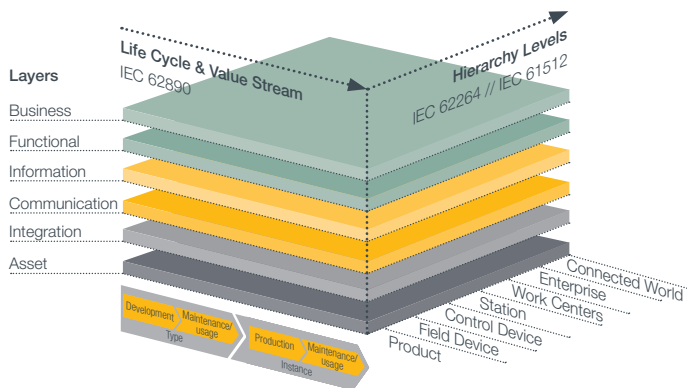 Life Cycle & Value Stream
IEC 62890
Hierarchy Levels
IEC 62264 // IEC 61512
Layers
Business
Functional
Information
Communication
Integration
Asset
Development
Maintenance/
usage
Type
Production
Maintenance/
usage
Instance
Connected World
Enterprise
Work Centers
Station
Control Device
Field Device
Product